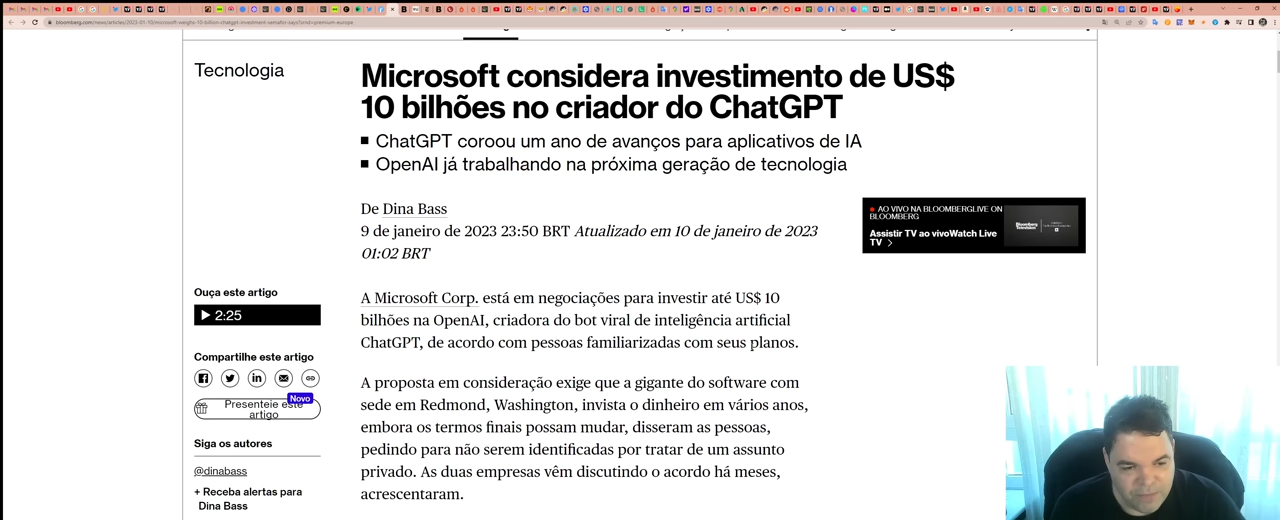 bloomberg.com/news/articles/2023-01-10/microsoft-weighs-10-billion-chatgpt-investment-semafor-says?srnd=premium-europe
Tecnologia
Microsoft considera investimento de US$
10 bilhões no criador do ChatGPT
ChatGPT coroou um ano de avanços para aplicativos de IA
OpenAI já trabalhando na próxima geração de tecnologia
De Dina Bass
9 de janeiro de 2023 23:50 BRT Atualizado em 10 de janeiro de 2023
01:02 BRT
AO VIVO NA BLOOMBERGLIVE ON
BLOOMBERG
Assistir TV ao vivoWatch Live
TV
Bloomberg
Television
Ouça este artigo
2:25
Compartilhe este artigo
Novo
Presenteie este
artigo
Siga os autores
@dinabass
+ Receba alertas para
Dina Bass
A Microsoft Corp. está em negociações para investir até US$ 10
bilhões na OpenAI, criadora do bot viral de inteligência artificial
ChatGPT, de acordo com pessoas familiarizadas com seus planos.
A proposta em consideração exige que a gigante do software com
sede em Redmond, Washington, invista o dinheiro em vários anos,
embora os termos finais possam mudar, disseram as pessoas,
pedindo para não serem identificadas por tratar de um assunto
privado. As duas empresas vêm discutindo o acordo há meses,
acrescentaram.